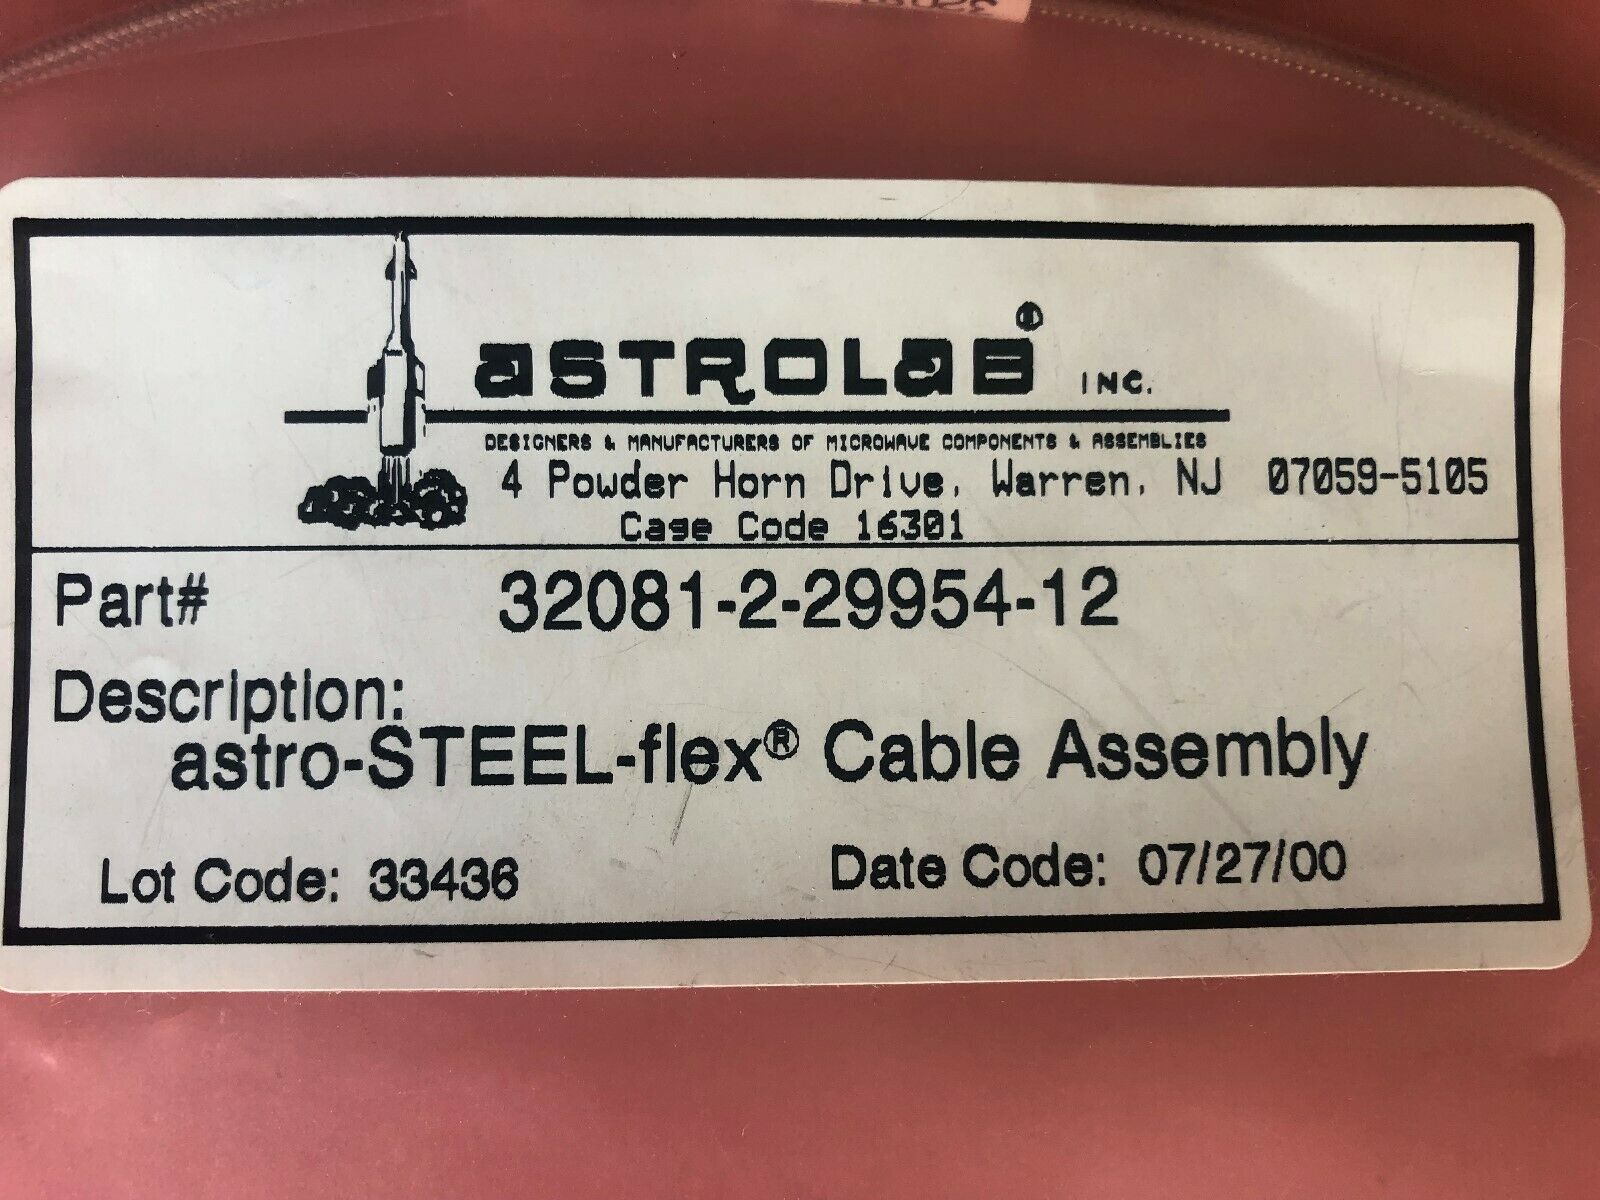 astrolab® INC.
DESIGNERS & MANUFACTURERS OF MICROWAVE COMPONENTS & ASSEMBLIES
4 Powder Horn Drive, Warren, NJ 07059-5105
Cage Code 16301
Part# 32081-2-29954-12
Description:
astro-STEEL-flex® Cable Assembly
Lot Code: 33436 Date Code: 07/27/00